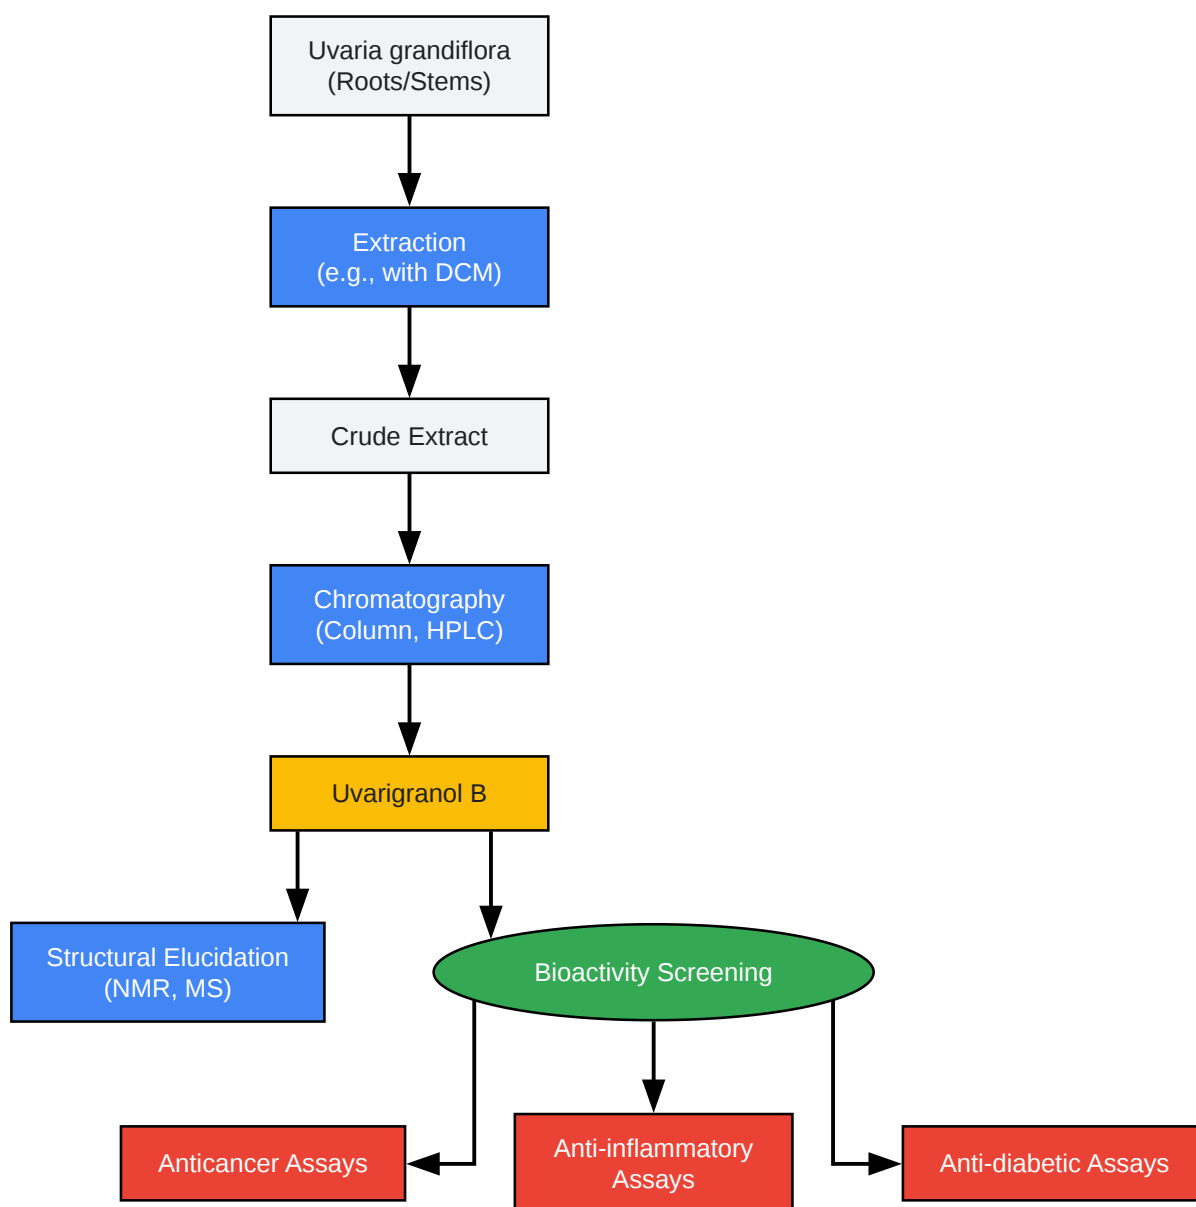 Uvaria grandiflora
(Roots/Stems)
Extraction
(e.g., with DCM)
Crude Extract
Chromatography
(Column, HPLC)
Uvarigranol B
Structural Elucidation
(NMR, MS)
Bioactivity Screening
Anticancer Assays
Anti-inflammatory
Assays
Anti-diabetic Assays